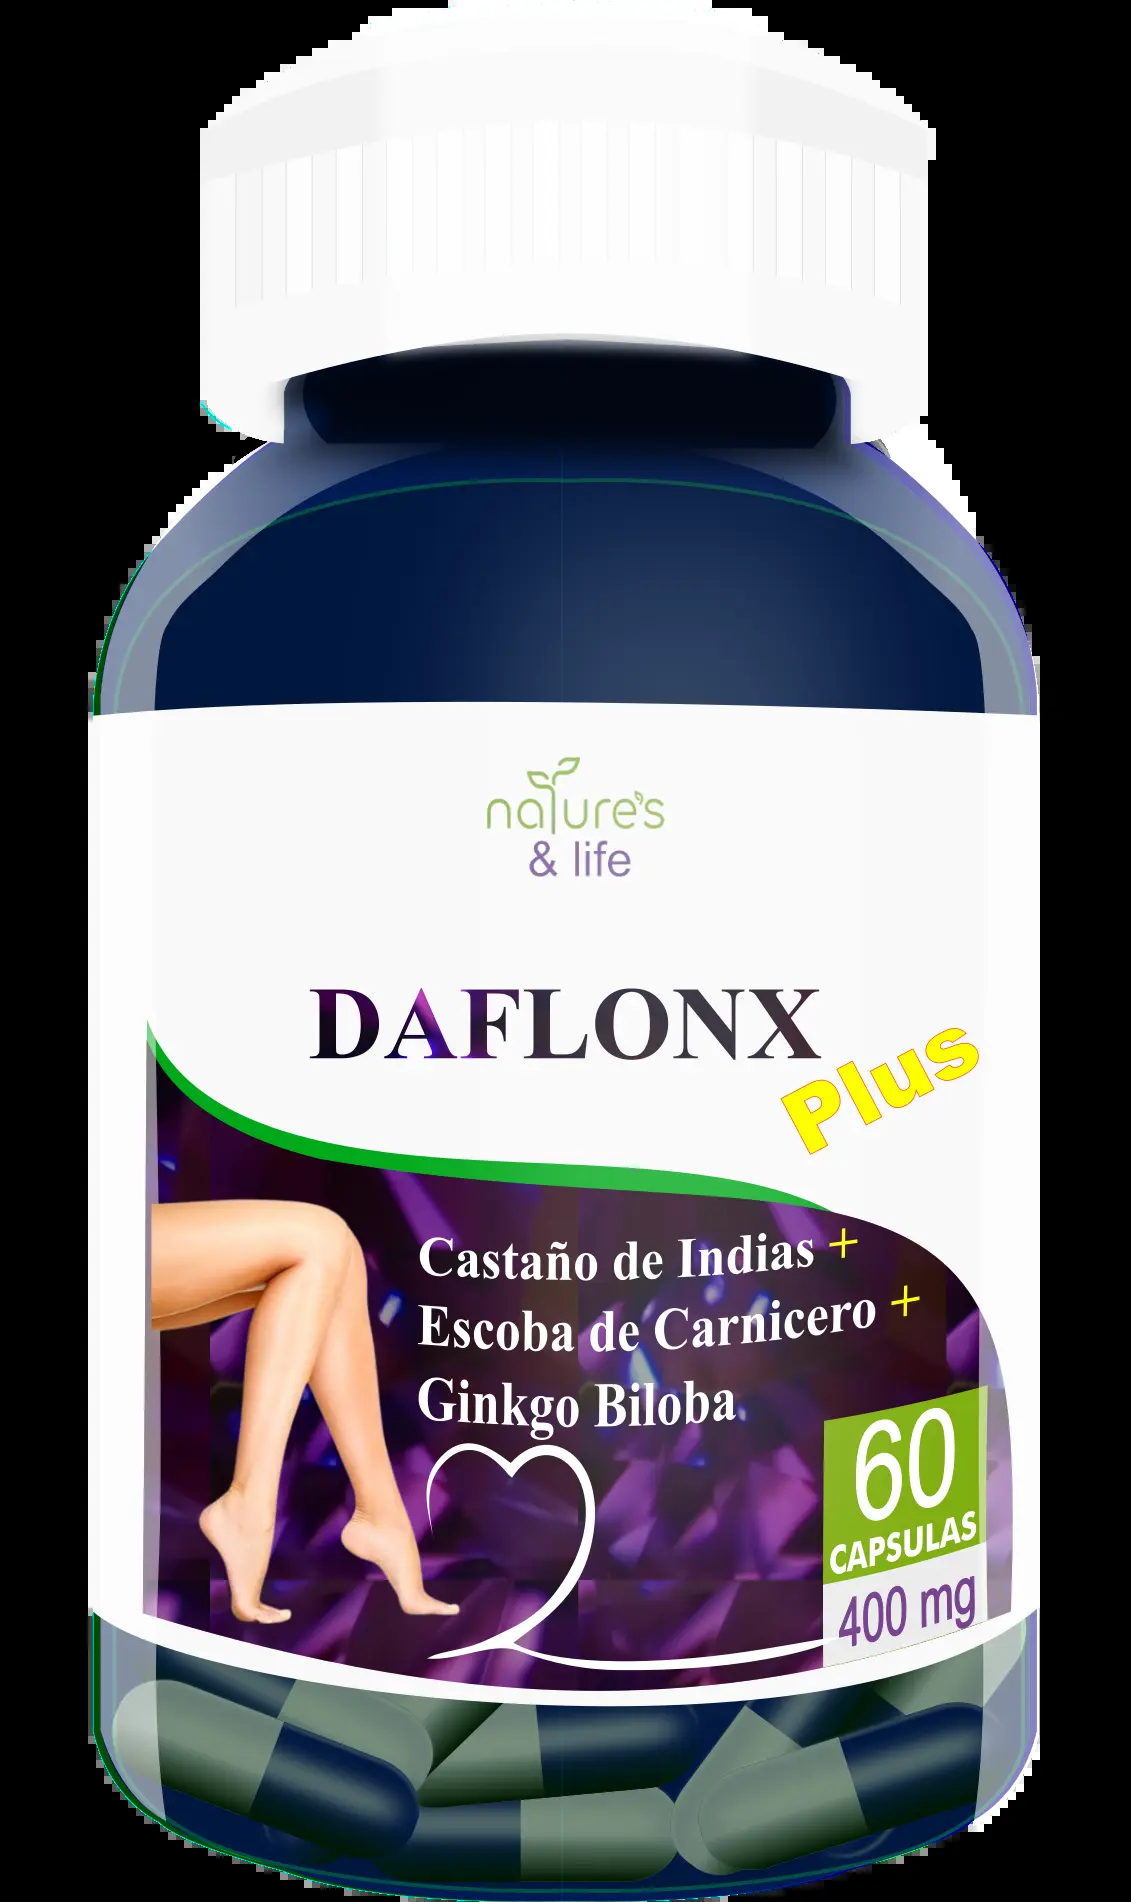 nature's
& life
DAFLONX
Plus
Castaño de Indias +
Escoba de Carnicero +
Ginkgo Biloba
60
CAPSULAS
400 mg